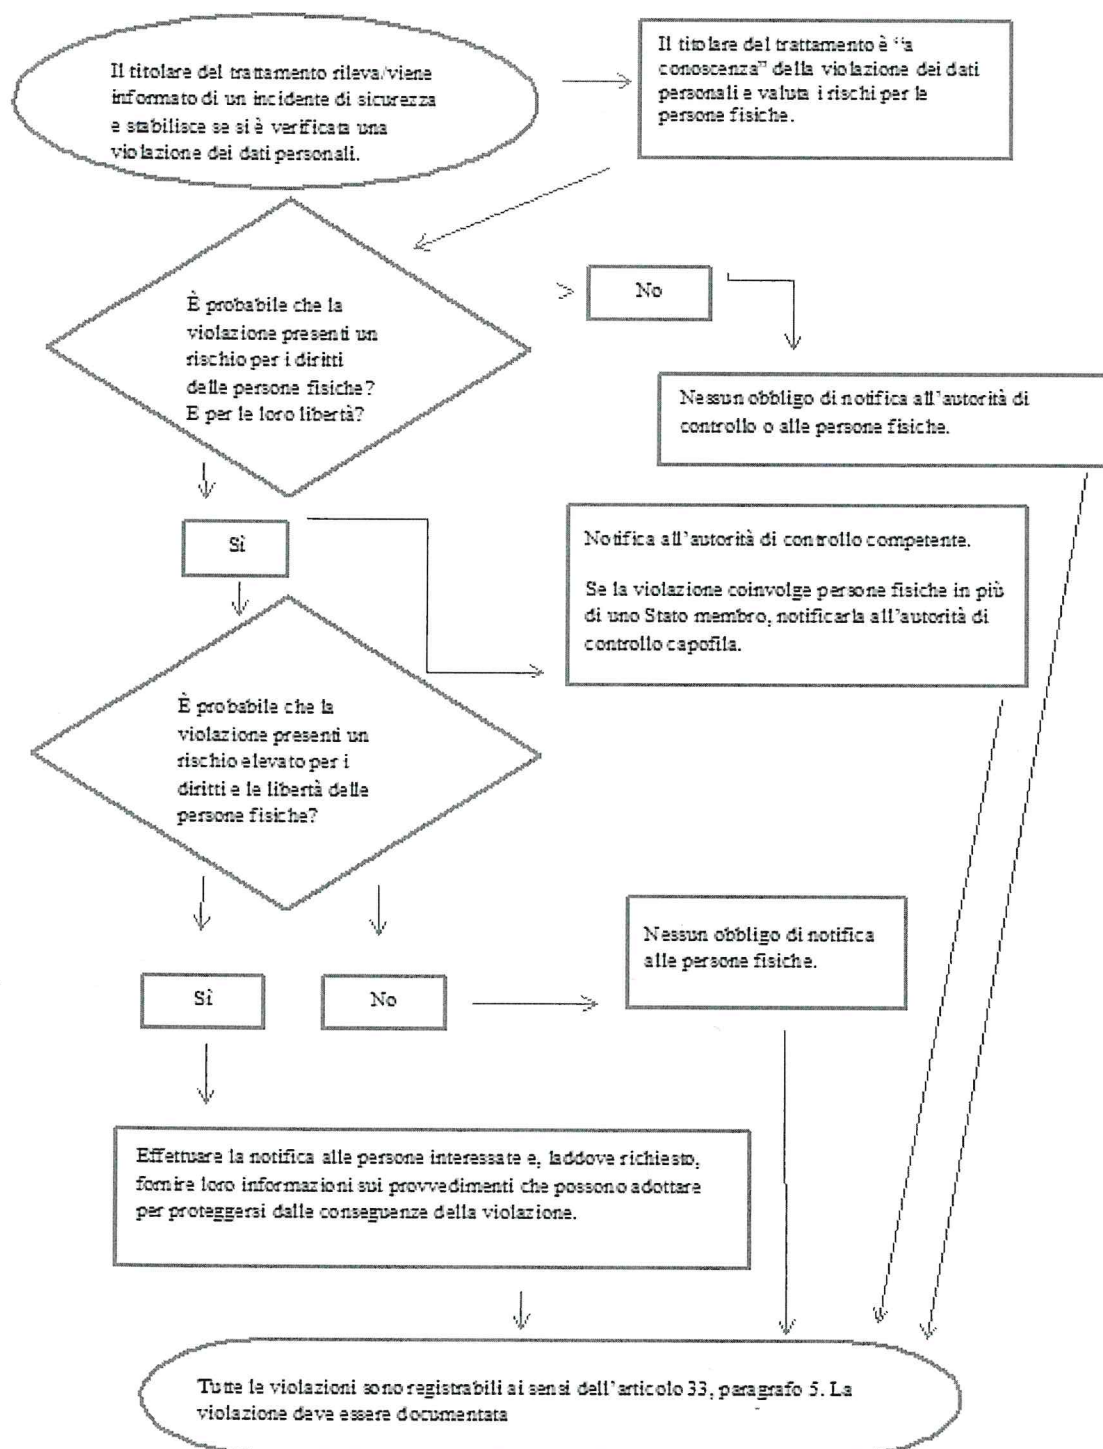 Il titolare del trattamento rileva/viene
informato di un incidente di sicurezza
e stabilisce se si è verificata una
violazione dei dati personali.
Il titolare del trattamento è “a
conoscenza” della violazione dei dati
personali e valuta i rischi per le
persone fisiche.
È probabile che la
violazione presenti un
rischio per i diritti
delle persone fisiche?
E per le loro libertà?
No
Nessun obbligo di notifica all’autorità di
controllo o alle persone fisiche.
Sì
Notifica all’autorità di controllo competente.
Se la violazione coinvolge persone fisiche in più
di uno Stato membro, notificarla all’autorità di
controllo capofila.
È probabile che la
violazione presenti un
rischio elevato per i
diritti e le libertà delle
persone fisiche?
Sì
No
Nessun obbligo di notifica
alle persone fisiche.
Effettuare la notifica alle persone interessate e, laddove richiesto,
fornire loro informazioni sui provvedimenti che possono adottare
per proteggersi dalle conseguenze della violazione.
Tutte le violazioni sono registrabili ai sensi dell’articolo 33, paragrafo 5. La
violazione deve essere documentata